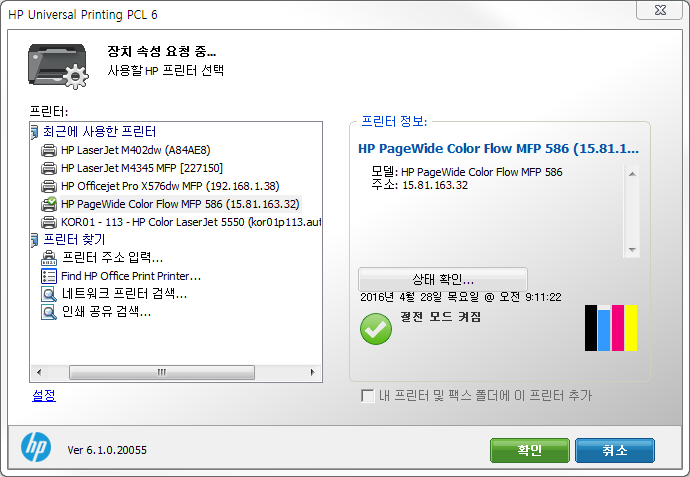 HP Universal Printing PCL 6
장치 속성 요청 중...
사용할 HP 프린터 선택
프린터:
최근에 사용한 프린터
HP LaserJet M402dw (A84AE8)
HP LaserJet M4345 MFP [227150]
HP Officejet Pro X576dw MFP (192.168.1.38)
HP PageWide Color Flow MFP 586 (15.81.163.32)
KOR01 - 113 - HP Color LaserJet 5550 (kor01p113.aut
프린터 찾기
프린터 주소 입력...
Find HP Office Print Printer...
네트워크 프린터 검색...
인쇄 공유 검색...
설정
프린터 정보:
HP PageWide Color Flow MFP 586 (15.81.1...
모델: HP PageWide Color Flow MFP 586
주소: 15.81.163.32
상태 확인...
2016년 4월 28일 목요일 @ 오전 9:11:22
절전 모드 켜짐
내 프린터 및 팩스 폴더에 이 프린터 추가
hp
Ver 6.1.0.20055
확인
취소